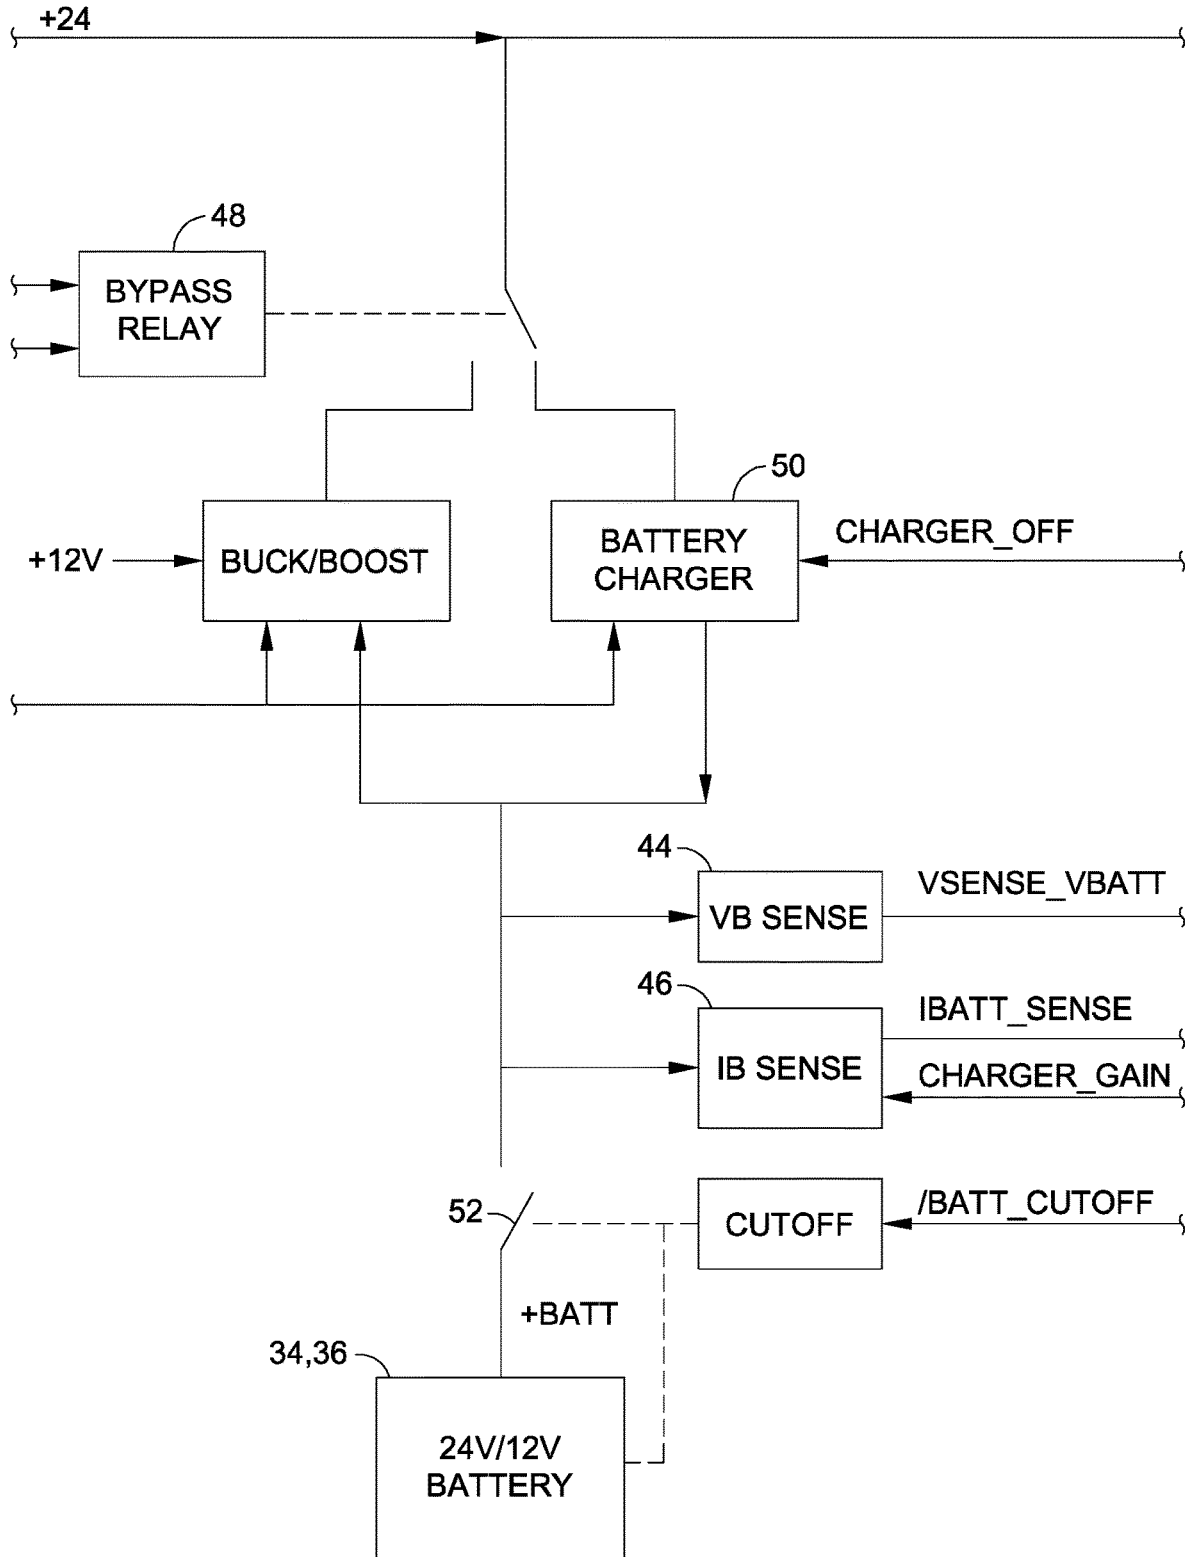 +24
48
BYPASS
RELAY
50
BATTERY
CHARGER
CHARGER_OFF
+12V
BUCK/BOOST
44
VB SENSE
VSENSE_VBATT
46
IB SENSE
IBATT_SENSE
CHARGER_GAIN
52
CUTOFF
/BATT_CUTOFF
+BATT
34,36
24V/12V
BATTERY